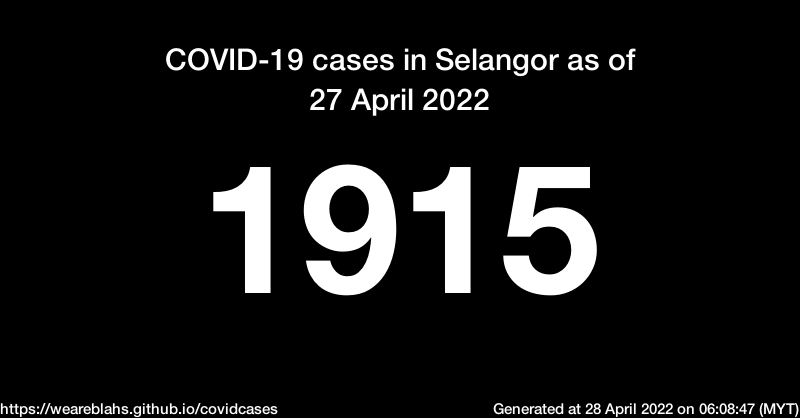 COVID-19 cases in Selangor as of
27 April 2022
1915
https://weareblahs.github.io/covidcases
Generated at 28 April 2022 on 06:08:47 (MYT)